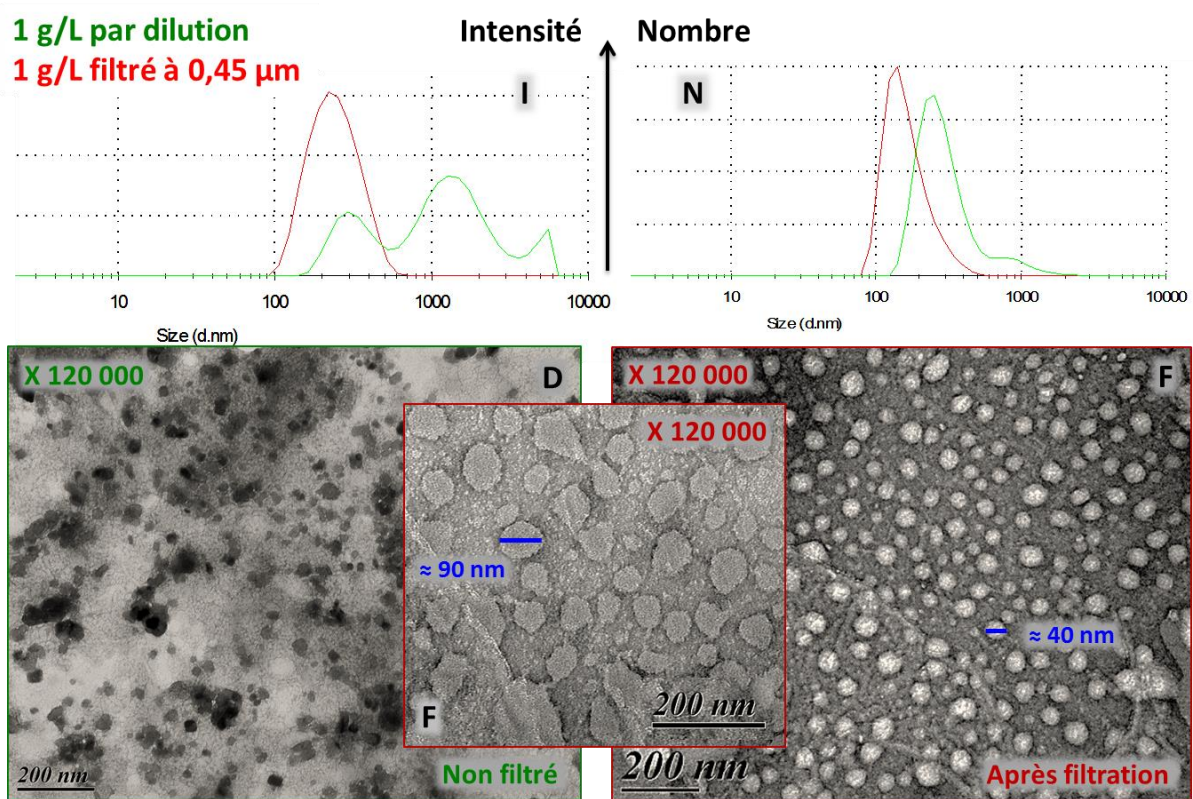 1 g/L par dilution
1 g/L filtré à 0,45 µm
Intensité
Nombre
I
N
10
100
1000
10000
Size (d.nm)
10
100
1000
10000
Size (d.nm)
X 120 000
D
X 120 000
X 120 000
F
≈ 90 nm
≈ 40 nm
F
200 nm
200 nm
Non filtré
200 nm
Après filtration